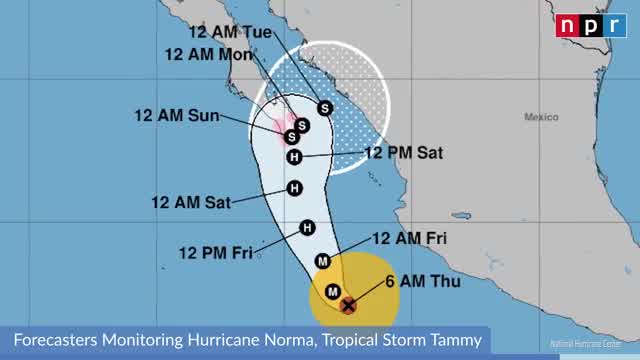 npr
12 AM Tue
12 AM Mon
12 AM Sun
S
S
S
Mexico
H
12 PM Sat
H
12 AM Sat
H
12 PM Fri
12 AM Fri
M
M
6 AM Thu
Forecasters Monitoring Hurricane Norma, Tropical Storm Tammy
National Hurricane Center